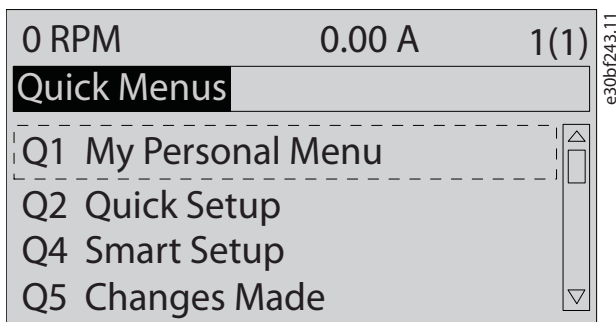 0 RPM 0.00 A 1(1)
Quick Menus
Q1 My Personal Menu
Q2 Quick Setup
Q4 Smart Setup
Q5 Changes Made
e30bf243.11